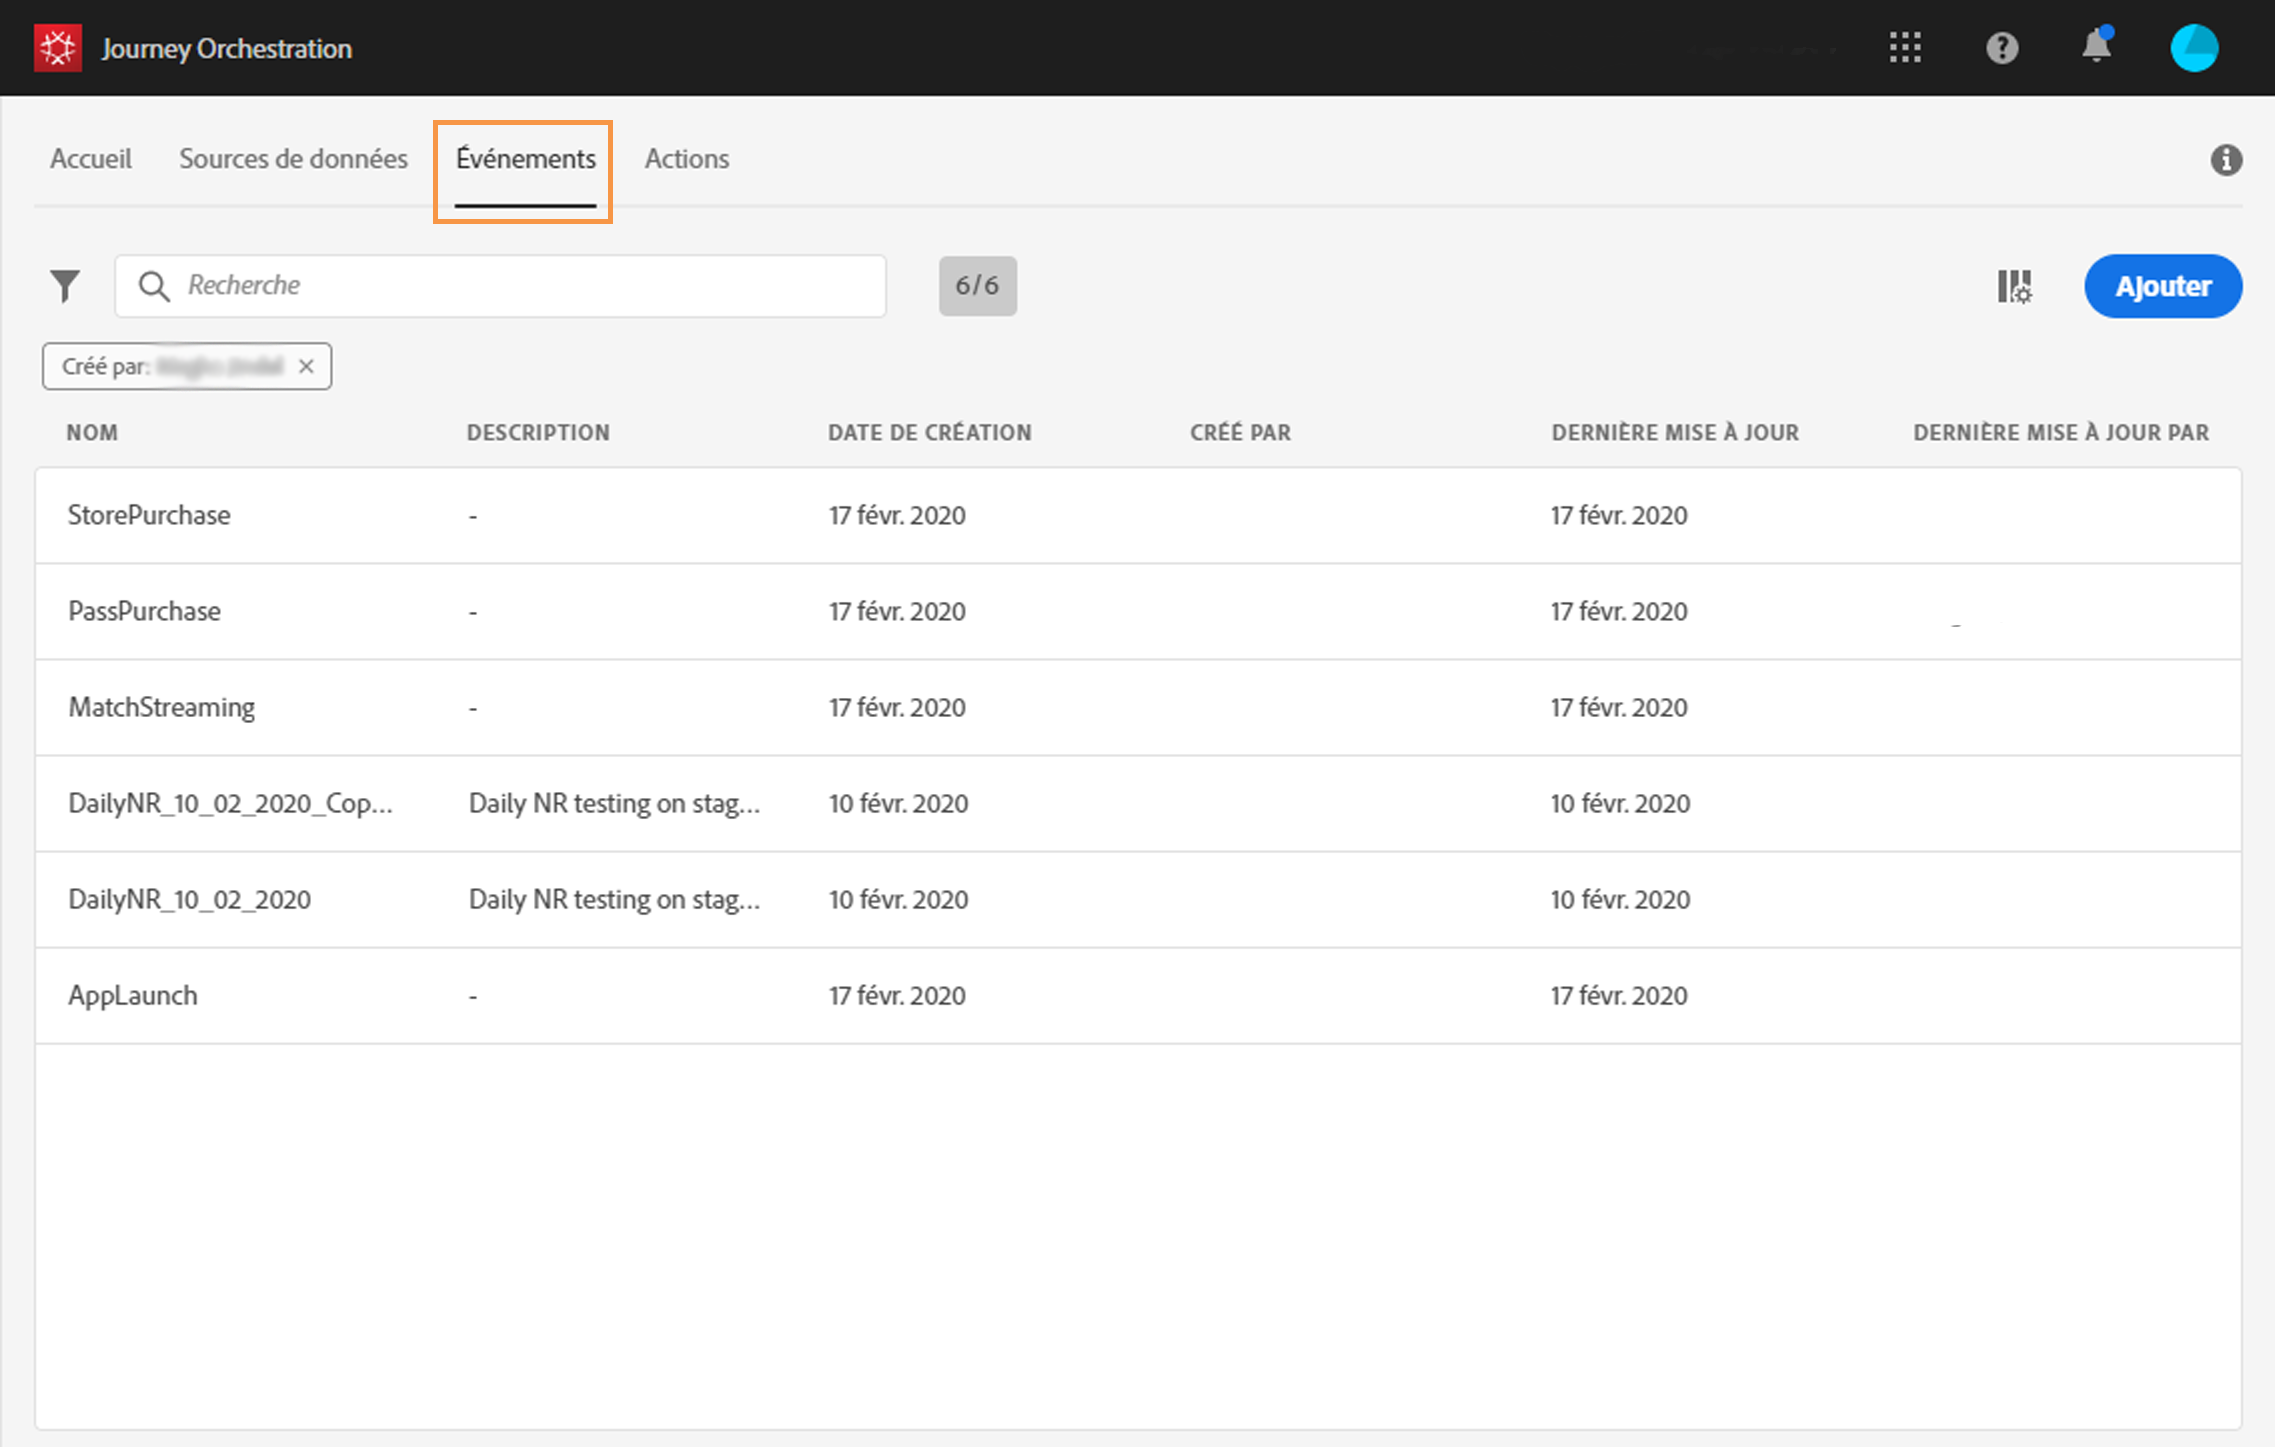 Journey Orchestration
Accueil Sources de données Événements Actions
Recherche 6/6 Ajouter
Créé par:
NOM DESCRIPTION DATE DE CRÉATION CRÉÉ PAR DERNIÈRE MISE À JOUR DERNIÈRE MISE À JOUR PAR
StorePurchase - 17 févr. 2020 17 févr. 2020
PassPurchase - 17 févr. 2020 17 févr. 2020
MatchStreaming - 17 févr. 2020 17 févr. 2020
DailyNR_10_02_2020_Cop... Daily NR testing on stag... 10 févr. 2020 10 févr. 2020
DailyNR_10_02_2020 Daily NR testing on stag... 10 févr. 2020 10 févr. 2020
AppLaunch - 17 févr. 2020 17 févr. 2020